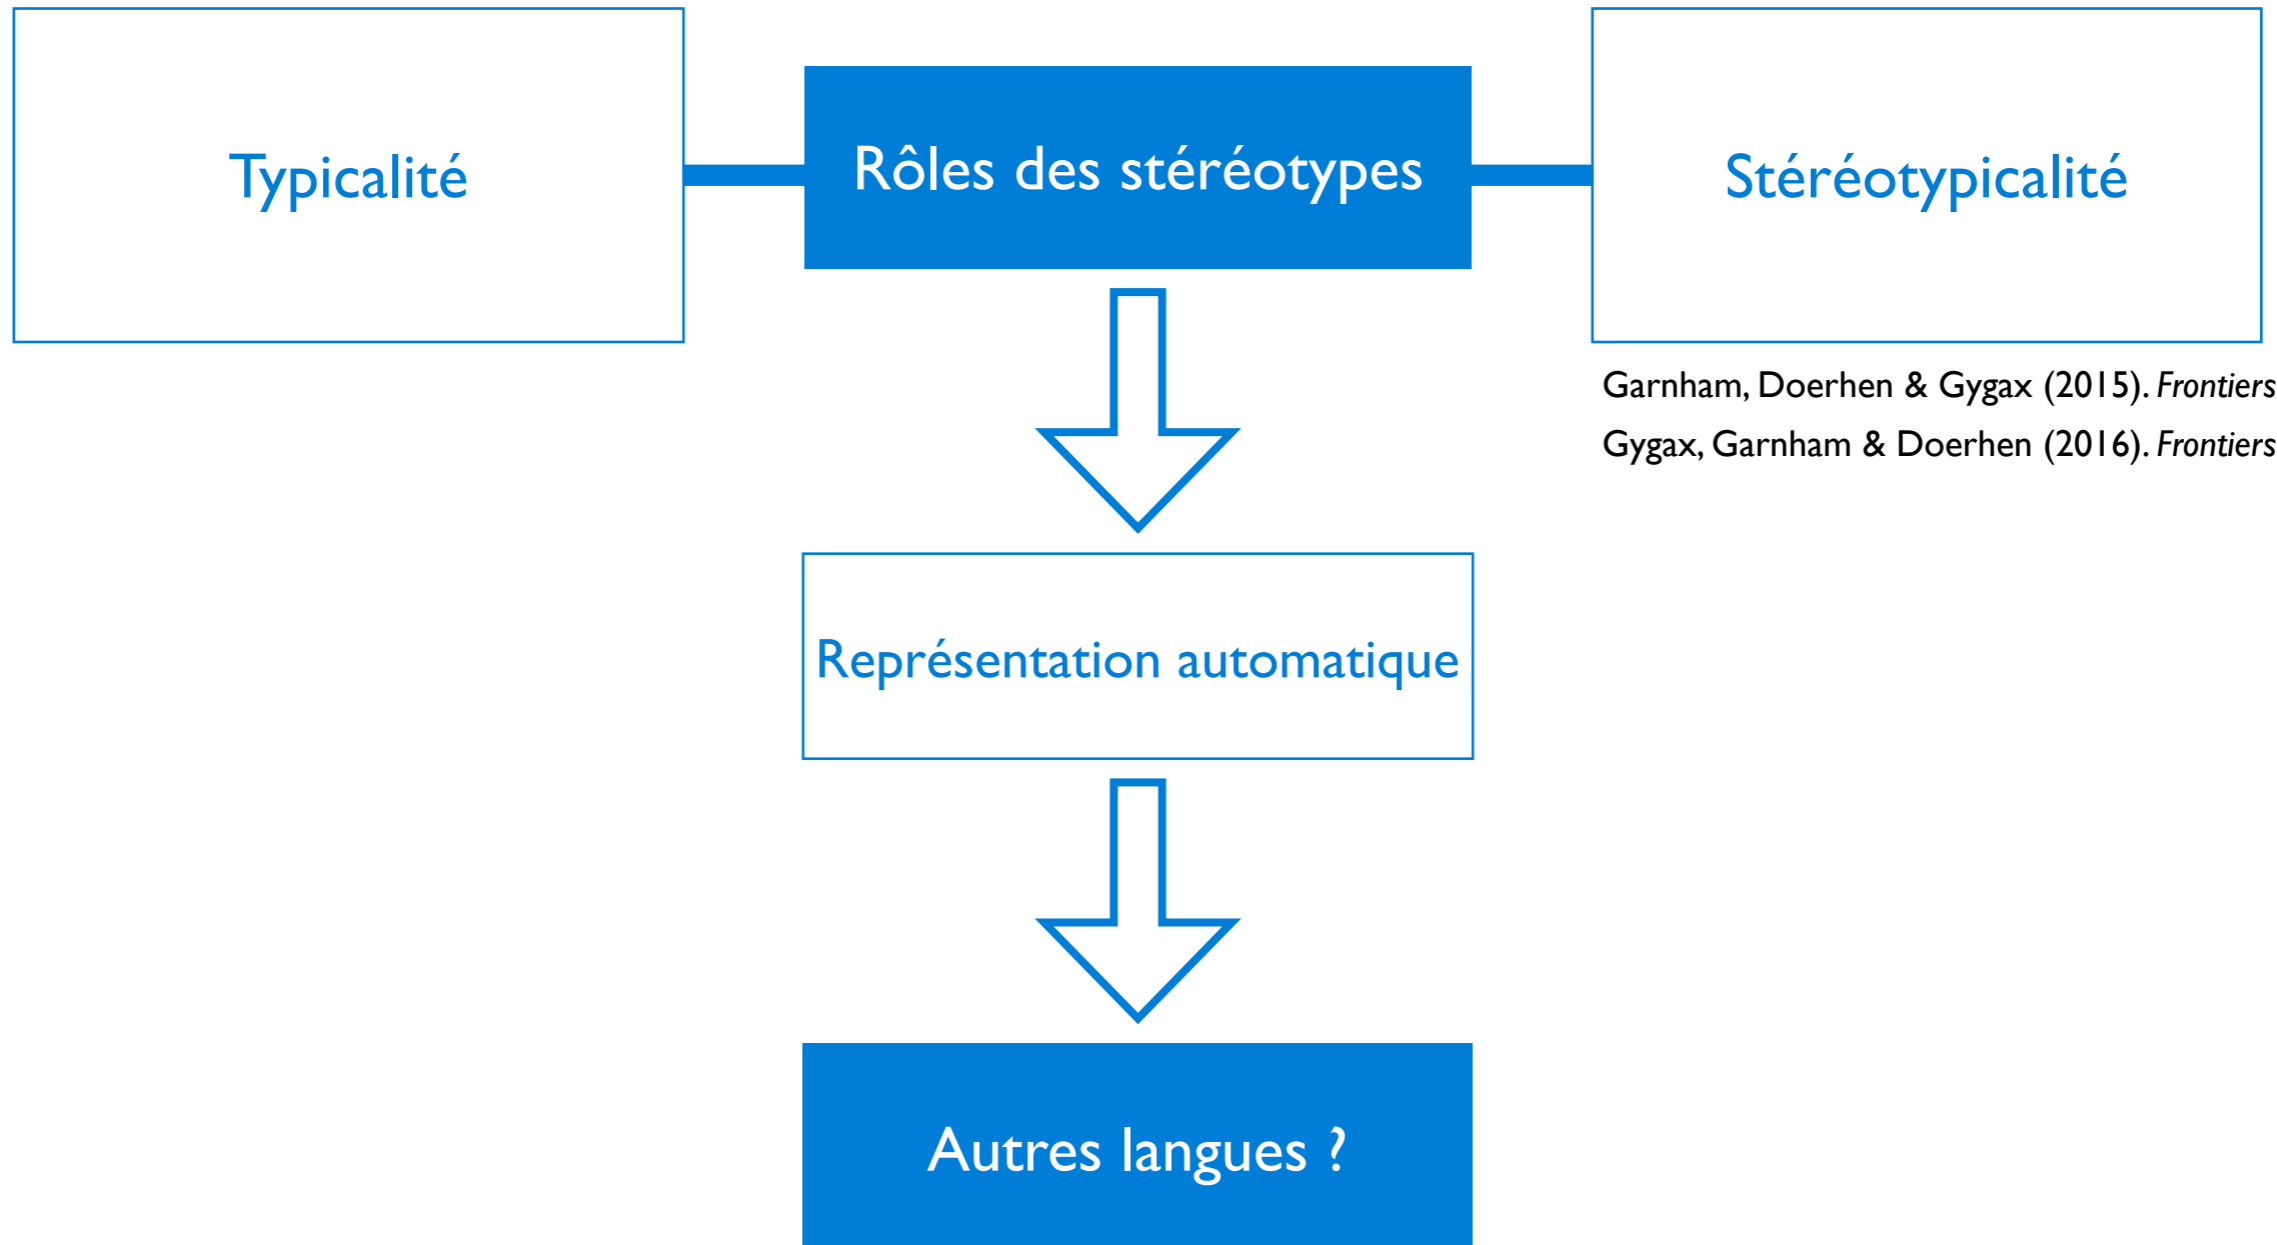 Typicalité
Rôles des stéréotypes
Stéréotypicalité
Garnham, Doerhen & Gygax (2015). Frontiers
Gygax, Garnham & Doerhen (2016). Frontiers
Représentation automatique
Autres langues ?